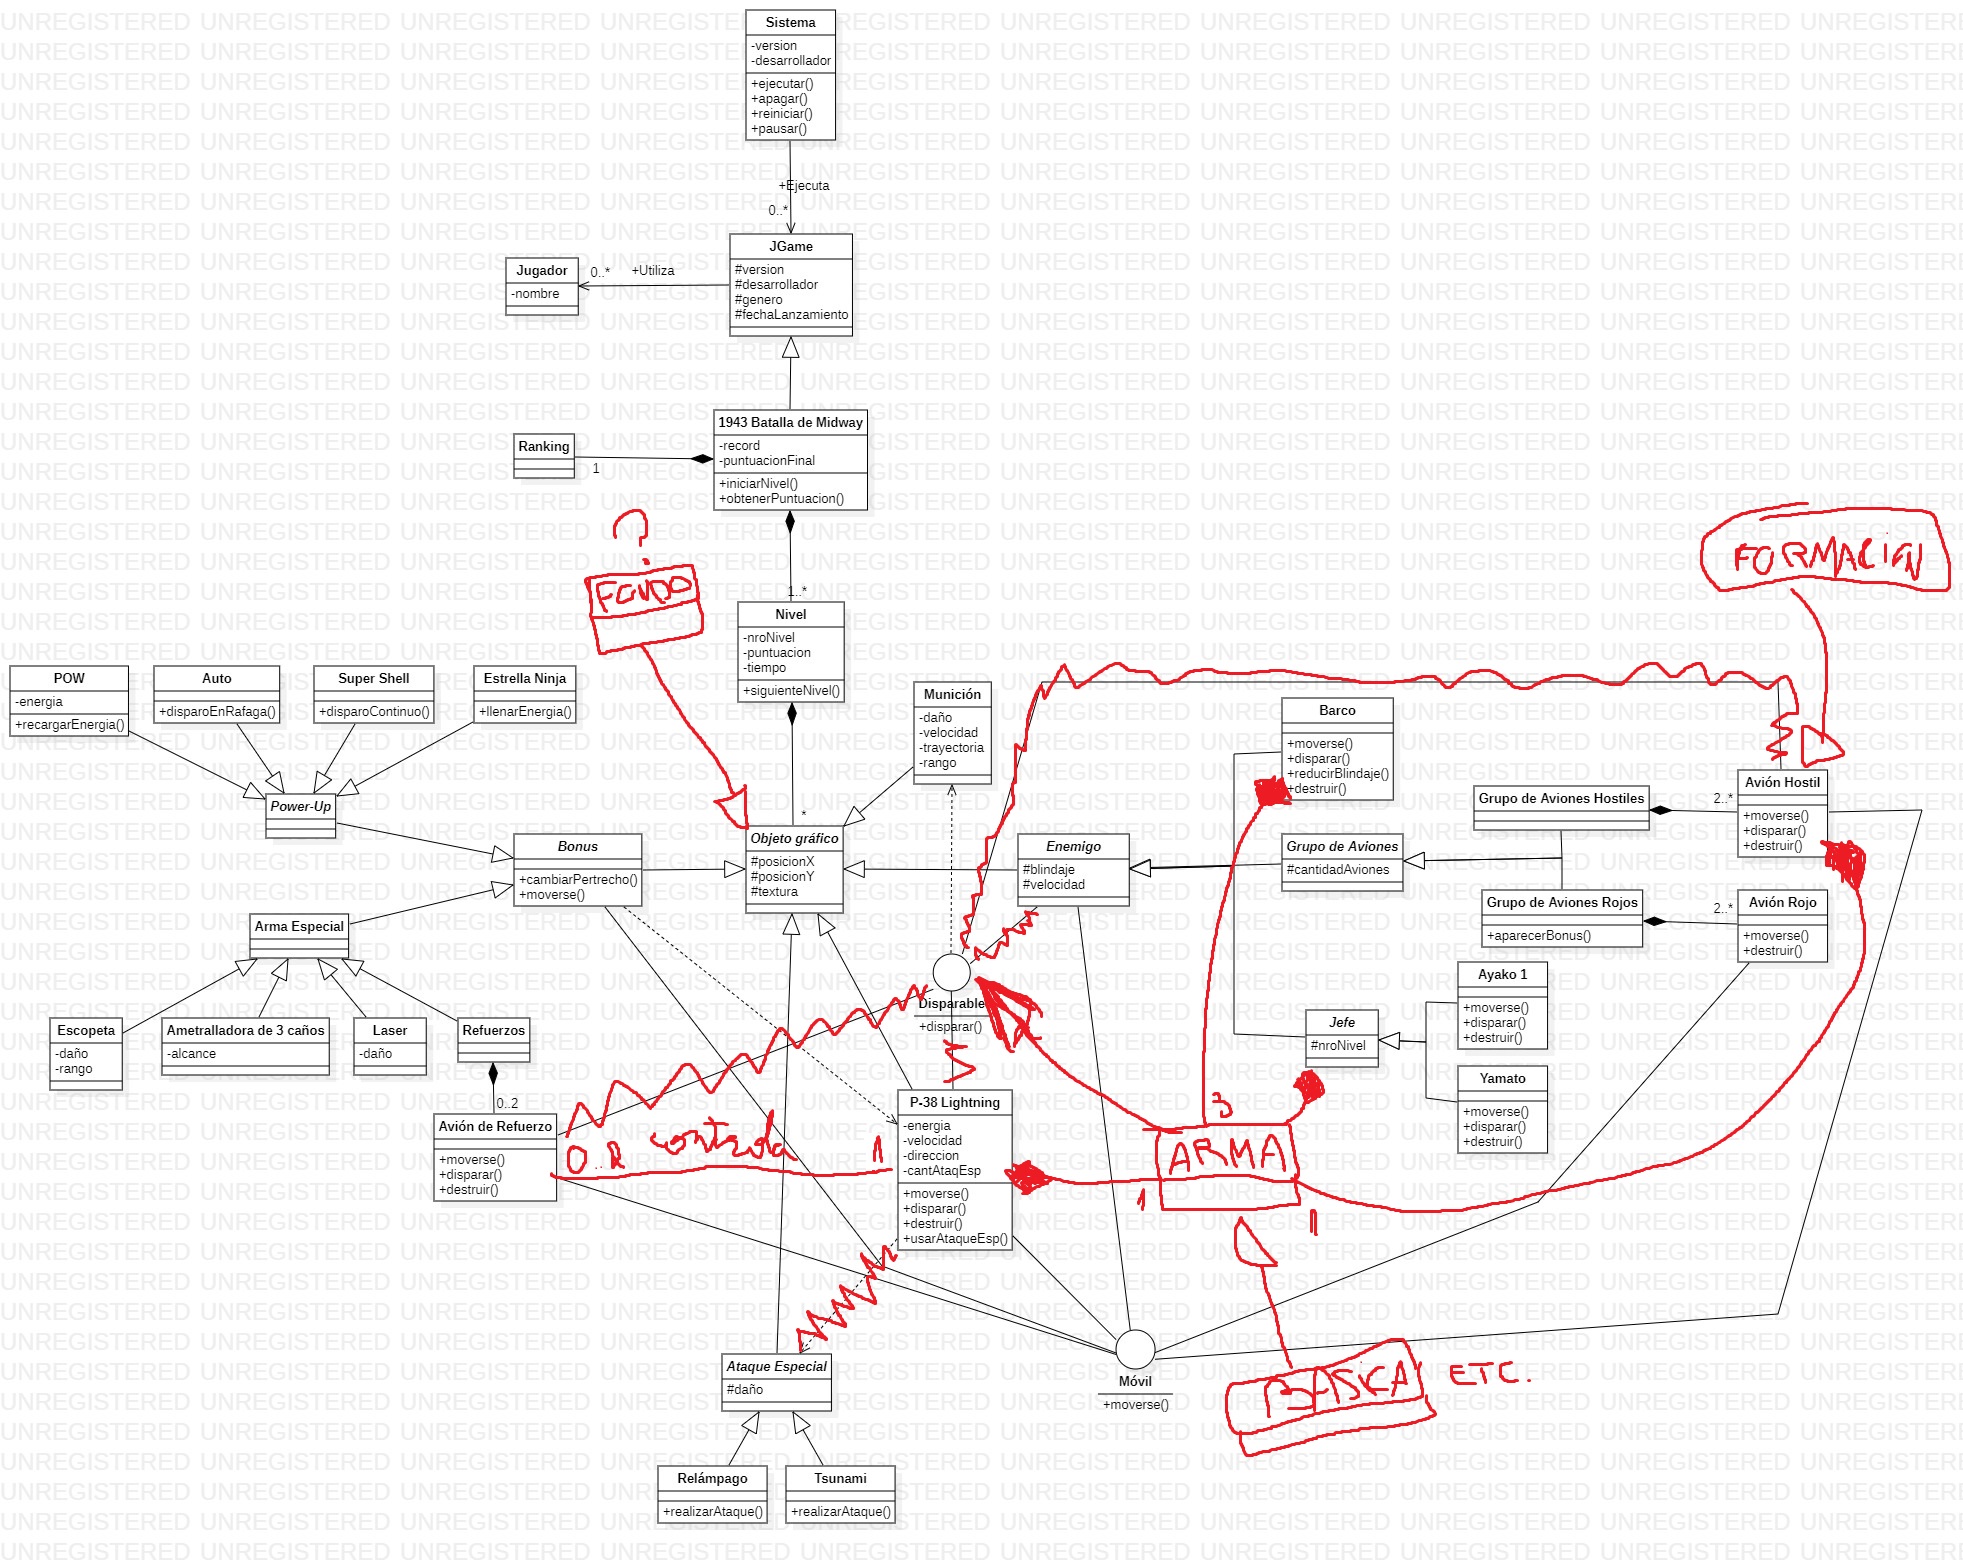 Sistema
-version
-desarrollador
+ejecutar()
+apagar()
+reiniciar()
+pausar()
+Ejecuta
0..*
JGame
#version
#desarrollador
#genero
#fechaLanzamiento
Jugador
-nombre
0..*
+Utiliza
1943 Batalla de Midway
-record
-puntuacionFinal
+iniciarNivel()
+obtenerPuntuacion()
Ranking
1
?
FONDO
FORMACION
1..*
Nivel
-nroNivel
-puntuacion
-tiempo
+siguienteNivel()
*
POW
-energia
+recargarEnergia()
Auto
+disparoEnRafaga()
Super Shell
+disparoContinuo()
Estrella Ninja
+llenarEnergia()
Power-Up
Bonus
+cambiarPertrecho()
+moverse()
Objeto gráfico
#posicionX
#posicionY
#textura
Munición
-daño
-velocidad
-trayectoria
-rango
Enemigo
#blindaje
#velocidad
Barco
+moverse()
+disparar()
+reducirBlindaje()
+destruir()
Grupo de Aviones
#cantidadAviones
Grupo de Aviones Hostiles
2..*
Avión Hostil
+moverse()
+disparar()
+destruir()
Grupo de Aviones Rojos
+aparecerBonus()
2..*
Avión Rojo
+moverse()
+destruir()
Arma Especial
Escopeta
-daño
-rango
Ametralladora de 3 caños
-alcance
Laser
-daño
Refuerzos
0..2
Avión de Refuerzo
+moverse()
+disparar()
+destruir()
Disparable
+disparar()
Jefe
#nroNivel
Ayako 1
+moverse()
+disparar()
+destruir()
Yamato
+moverse()
+disparar()
+destruir()
P-38 Lightning
-energia
-velocidad
-direccion
-cantAtaqEsp
+moverse()
+disparar()
+destruir()
+usarAtaqueEsp()
1
3
ARMA
1
BASICA ETC.
Móvil
+moverse()
Ataque Especial
#daño
Relámpago
+realizarAtaque()
Tsunami
+realizarAtaque()
UNREGISTERED